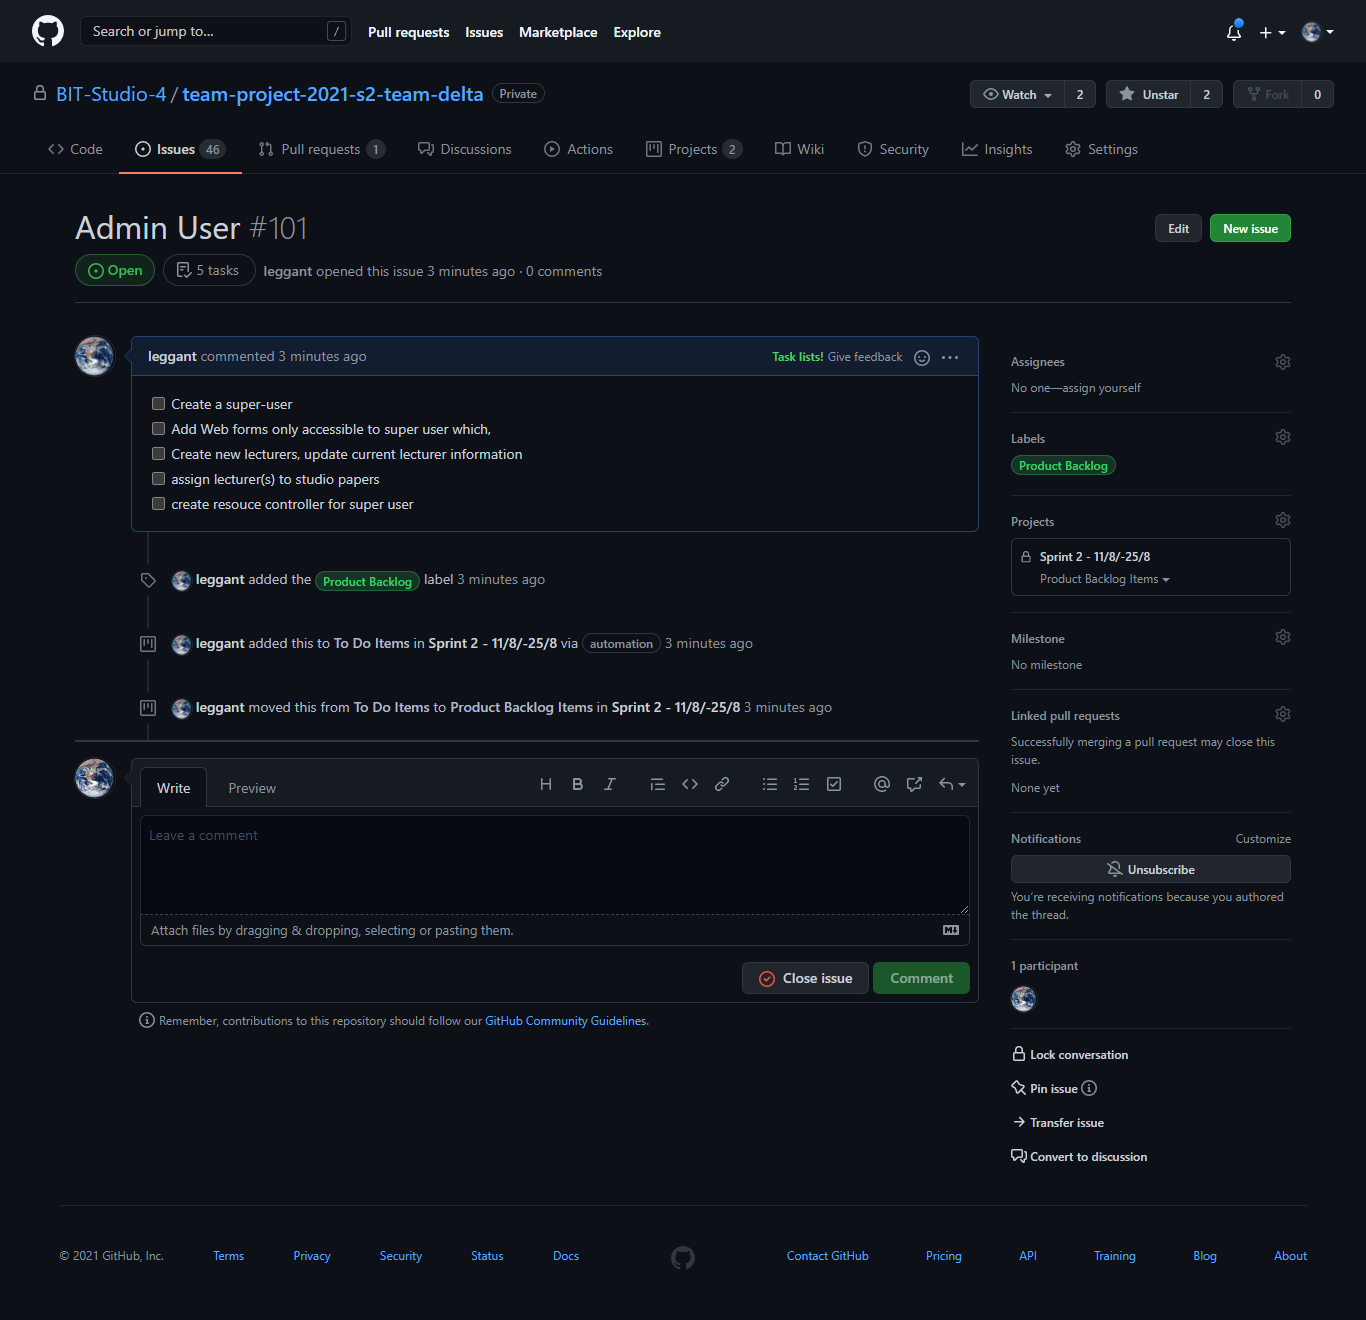 Search or jump to...
/
Pull requests Issues Marketplace Explore
BIT-Studio-4 / team-project-2021-s2-team-delta Private
Watch 2 Unstar 2 Fork 0
Code Issues 46 Pull requests 1 Discussions Actions Projects 2 Wiki Security Insights Settings
Admin User #101
Edit New issue
Open 5 tasks leggant opened this issue 3 minutes ago · 0 comments
leggant commented 3 minutes ago
Task lists! Give feedback
Create a super-user
Add Web forms only accessible to super user which,
Create new lecturers, update current lecturer information
assign lecturer(s) to studio papers
create resouce controller for super user
leggant added the Product Backlog label 3 minutes ago
leggant added this to To Do Items in Sprint 2 - 11/8/-25/8 via automation 3 minutes ago
leggant moved this from To Do Items to Product Backlog Items in Sprint 2 - 11/8/-25/8 3 minutes ago
Write Preview
Leave a comment
Attach files by dragging & dropping, selecting or pasting them.
Close issue Comment
Remember, contributions to this repository should follow our GitHub Community Guidelines.
Assignees
No one—assign yourself
Labels
Product Backlog
Projects
Sprint 2 - 11/8/-25/8
Product Backlog Items
Milestone
No milestone
Linked pull requests
Successfully merging a pull request may close this
issue.
None yet
Notifications Customize
Unsubscribe
You're receiving notifications because you authored
the thread.
1 participant
Lock conversation
Pin issue
Transfer issue
Convert to discussion
© 2021 GitHub, Inc. Terms Privacy Security Status Docs Contact GitHub Pricing API Training Blog About